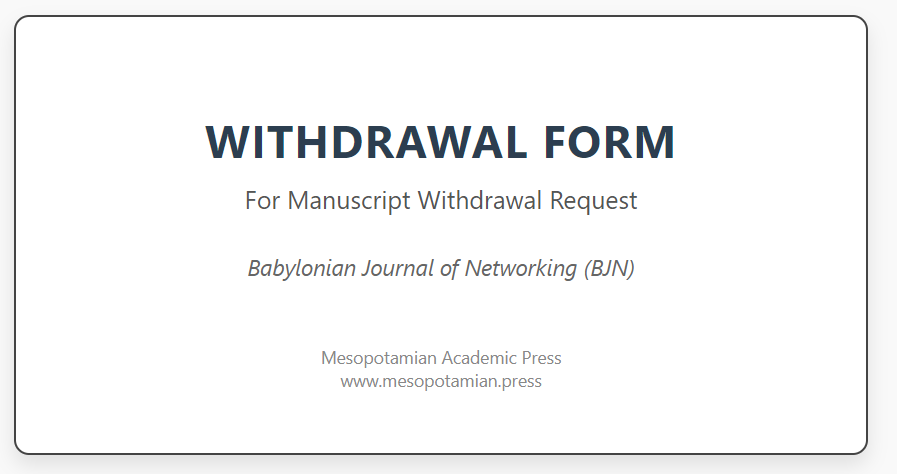 WITHDRAWAL FORM
For Manuscript Withdrawal Request
Babylonian Journal of Networking (BJN)
Mesopotamian Academic Press
www.mesopotamian.press